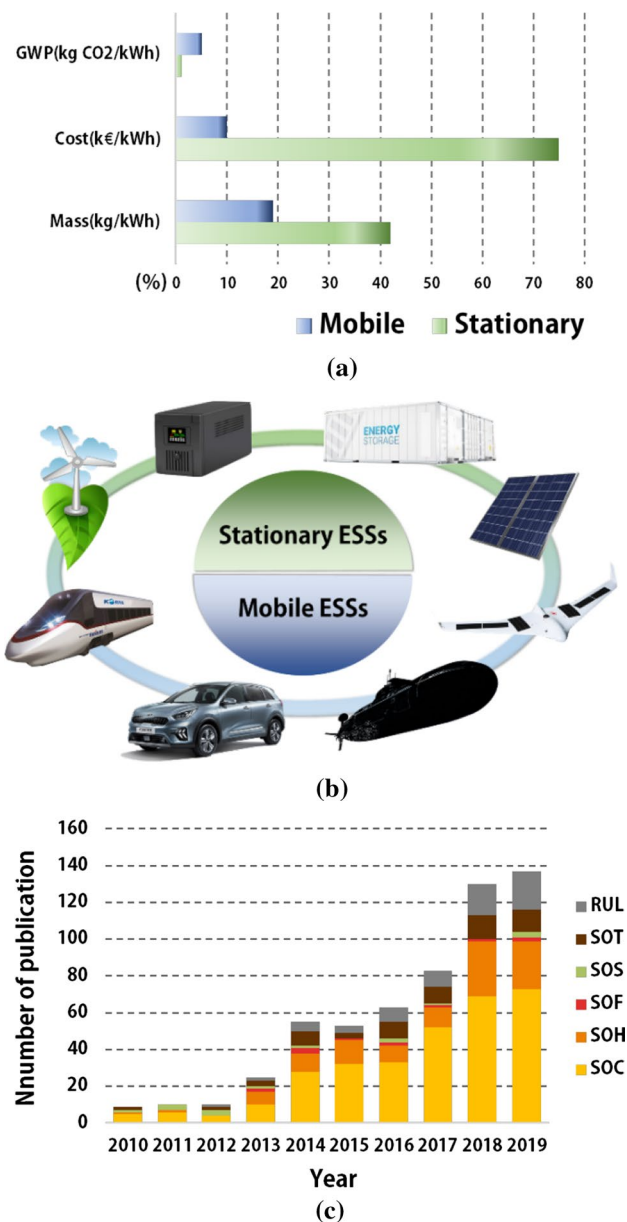 GWP(kg CO2/kWh)
Cost(k€/kWh)
Mass(kg/kWh)
(%) 0 10 20 30 40 50 60 70 80
Mobile Stationary
(a)
ENERGY
STORAGE
Stationary ESSs
Mobile ESSs
(b)
160
140
120
100
80
60
40
20
0
Nnumber of publication
RUL
SOT
SOS
SOF
SOH
SOC
2010 2011 2012 2013 2014 2015 2016 2017 2018 2019
Year
(c)